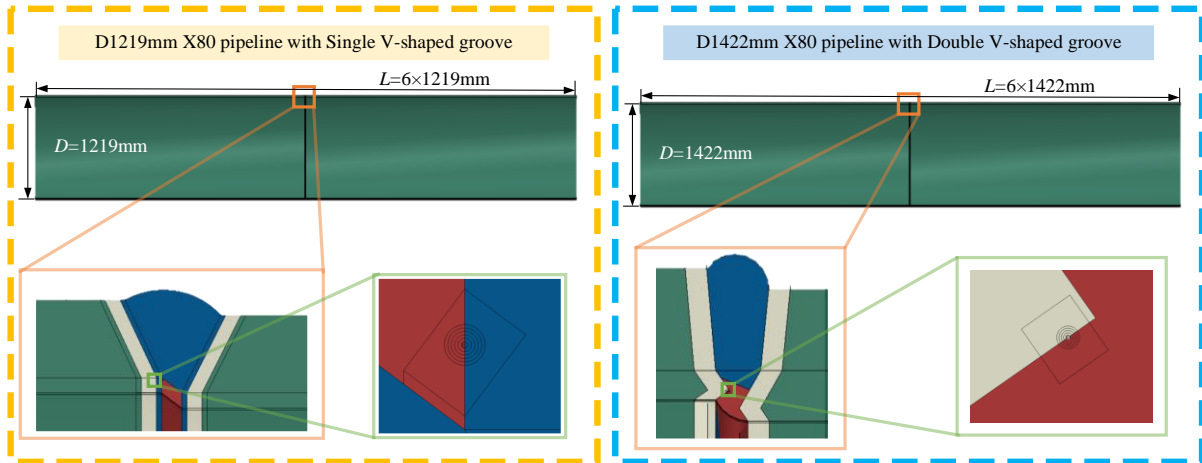 D1219mm X80 pipeline with Single V-shaped groove
L=6×1219mm
D=1219mm
D1422mm X80 pipeline with Double V-shaped groove
L=6×1422mm
D=1422mm